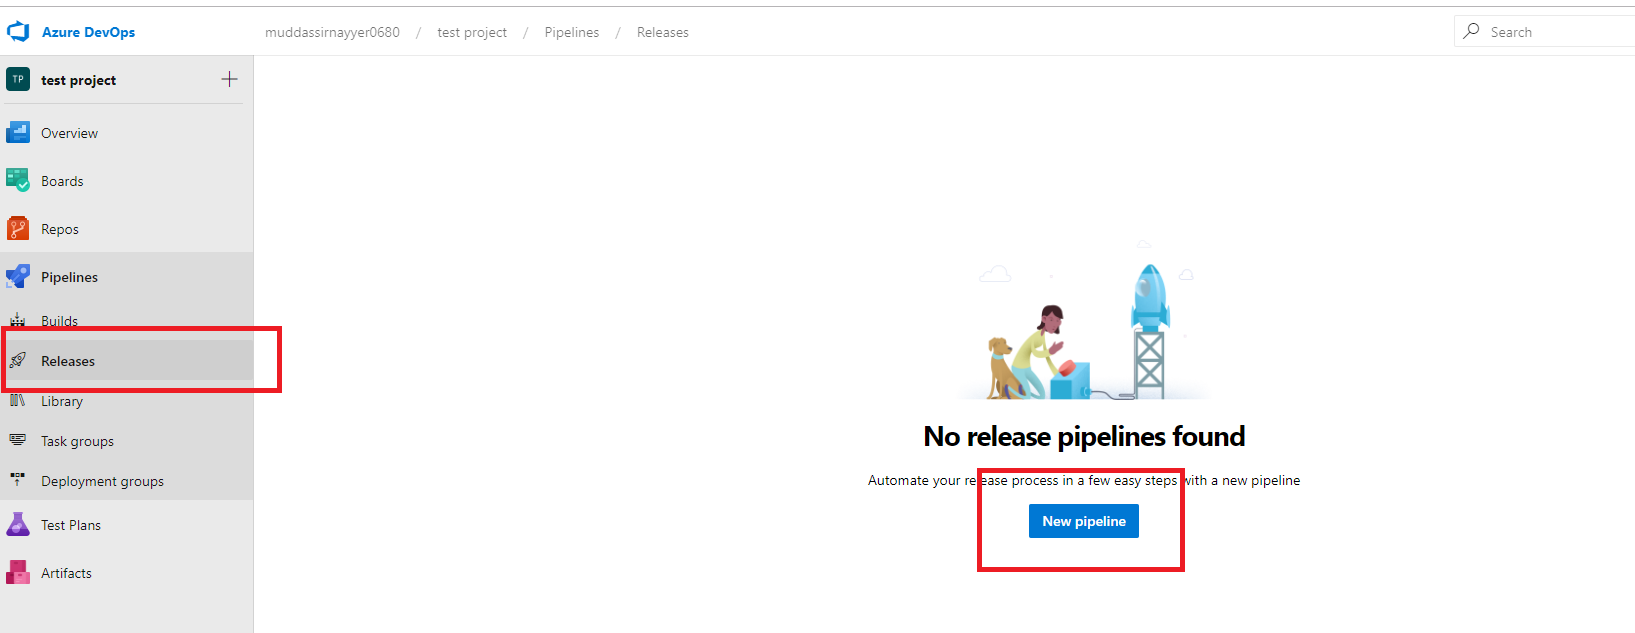 Azure DevOps
muddassirnayyer0680 / test project / Pipelines / Releases
Search
TP test project
Overview
Boards
Repos
Pipelines
Builds
Releases
Library
Task groups
Deployment groups
Test Plans
Artifacts
No release pipelines found
Automate your release process in a few easy steps with a new pipeline
New pipeline